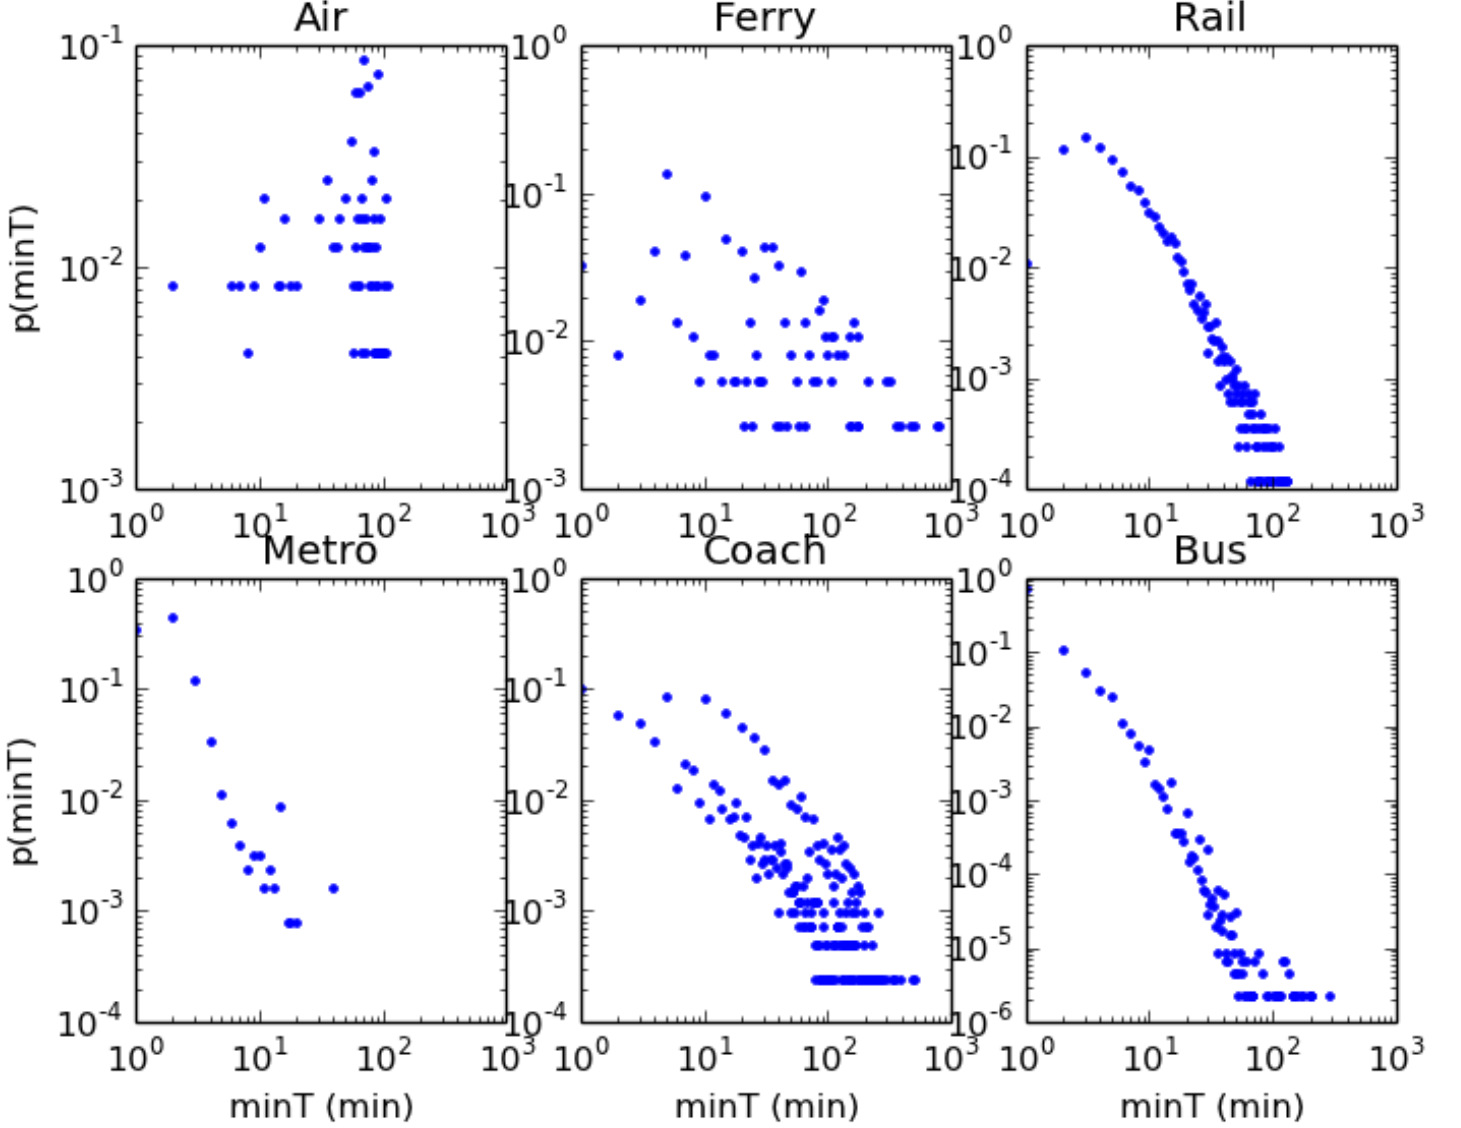 Air Ferry Rail
10^-1 10^0 10^0
10^-1
10^-1
p(minT)
10^-2 10^-2
10^-2
10^-3
10^-3 10^-3 10^-4
10^0 10^1 10^2 10^3 10^0 10^1 10^2 10^3 10^0 10^1 10^2 10^3
Metro Coach Bus
10^0 10^0 10^0
10^-1
10^-1 10^-1
10^-2
p(minT)
10^-2 10^-2 10^-3
10^-4
10^-3 10^-3
10^-5
10^-4 10^-4 10^-6
10^0 10^1 10^2 10^3 10^0 10^1 10^2 10^3 10^0 10^1 10^2 10^3
minT (min) minT (min) minT (min)